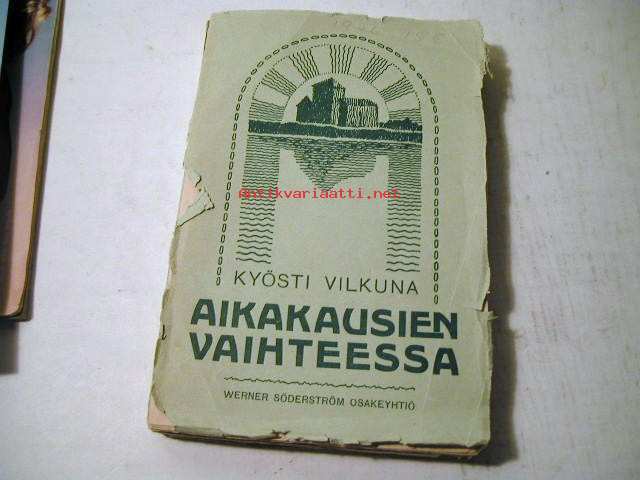 antikvariaatti.net
KYÖSTI VILKUNA
AIKAKAUSIEN
VAIHTEESSA
WERNER SÖDERSTRÖM OSAKEYHTIÖ